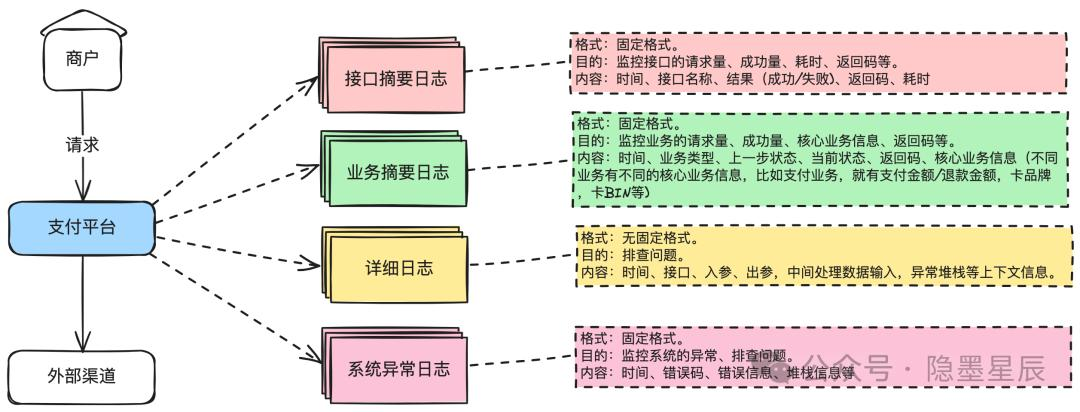 商户
请求
支付平台
外部渠道
接口摘要日志
格式：固定格式。
目的：监控接口的请求量、成功量、耗时、返回码等。
内容：时间、接口名称、结果（成功/失败）、返回码、耗时
业务摘要日志
格式：固定格式。
目的：监控业务的请求量、成功量、核心业务信息、返回码等。
内容：时间、业务类型、上一步状态、当前状态、返回码、核心业务信息（不同
业务有不同的核心业务信息，比如支付业务，就有支付金额/退款金额，卡品牌
，卡BIN等）
详细日志
格式：无固定格式。
目的：排查问题。
内容：时间、接口、入参、出参，中间处理数据输入，异常堆栈等上下文信息。
系统异常日志
格式：固定格式。
目的：监控系统的异常、排查问题。
内容：时间、错误码、错误信息、堆栈信息等
公众号 · 隐墨星辰